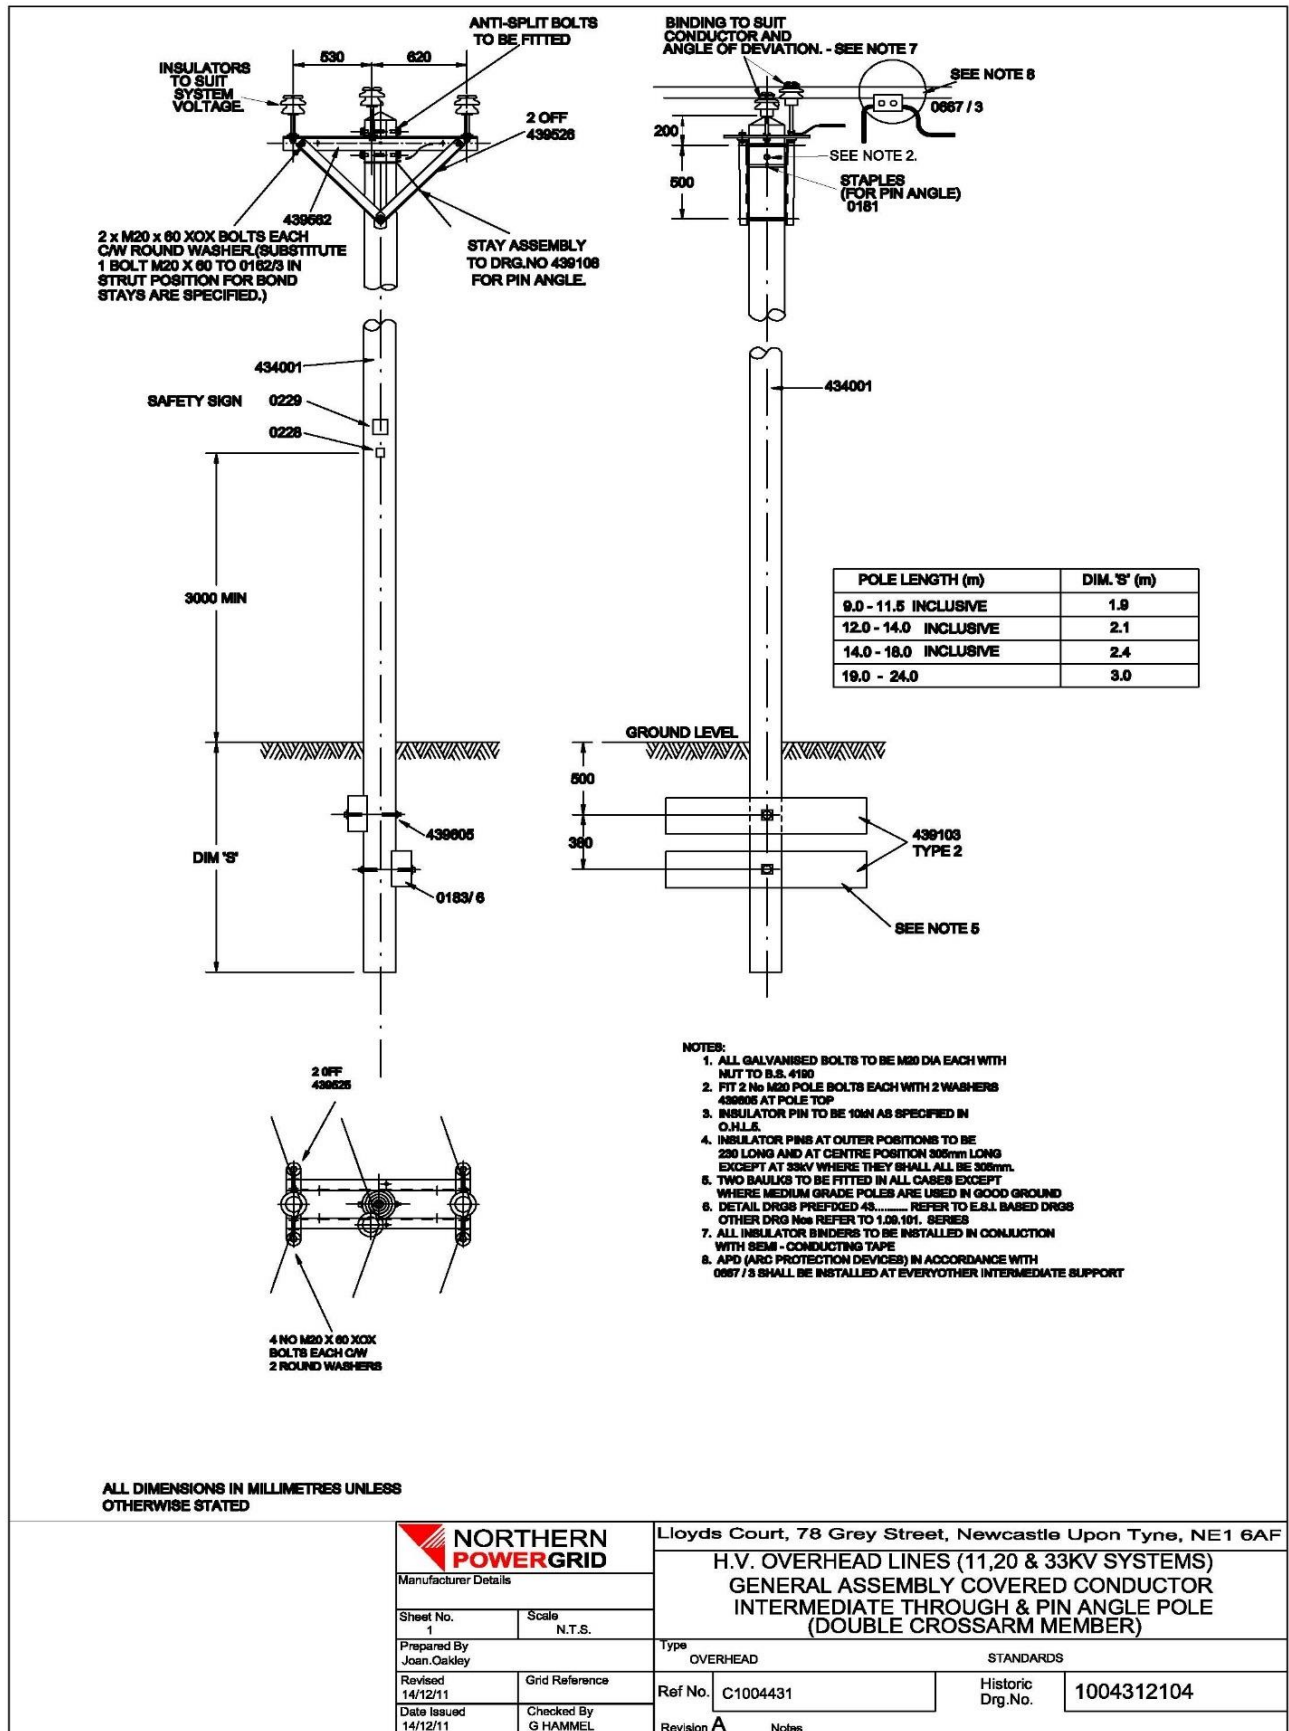 ANTI-SPLIT BOLTS
TO BE FITTED
530
620
INSULATORS
TO SUIT
SYSTEM
VOLTAGE.
2 OFF
439526
439562
2 x M20 x 60 XOX BOLTS EACH
C/W ROUND WASHER.(SUBSTITUTE
1 BOLT M20 X 60 TO 0162/3 IN
STRUT POSITION FOR BOND
STAYS ARE SPECIFIED.)
STAY ASSEMBLY
TO DRG.NO 439108
FOR PIN ANGLE.
BINDING TO SUIT
CONDUCTOR AND
ANGLE OF DEVIATION. - SEE NOTE 7
SEE NOTE 8
0667 / 3
200
SEE NOTE 2.
500
STAPLES
(FOR PIN ANGLE)
0181
434001
SAFETY SIGN 0229
0228
434001
3000 MIN
POLE LENGTH (m) DIM. 'S' (m)
9.0 - 11.5 INCLUSIVE 1.9
12.0 - 14.0 INCLUSIVE 2.1
14.0 - 18.0 INCLUSIVE 2.4
19.0 - 24.0 3.0
GROUND LEVEL
500
380
439605
DIM 'S'
0183/ 6
439103
TYPE 2
SEE NOTE 5
2 OFF
439525
4 NO M20 X 60 XOX
BOLTS EACH C/W
2 ROUND WASHERS
NOTES:
1. ALL GALVANISED BOLTS TO BE M20 DIA EACH WITH
NUT TO B.S. 4190
2. FIT 2 No M20 POLE BOLTS EACH WITH 2 WASHERS
439605 AT POLE TOP
3. INSULATOR PIN TO BE 10kN AS SPECIFIED IN
O.H.L.5.
4. INSULATOR PINS AT OUTER POSITIONS TO BE
230 LONG AND AT CENTRE POSITION 305mm LONG
EXCEPT AT 33kV WHERE THEY SHALL ALL BE 305mm.
5. TWO BAULKS TO BE FITTED IN ALL CASES EXCEPT
WHERE MEDIUM GRADE POLES ARE USED IN GOOD GROUND
6. DETAIL DRGS PREFIXED 43.......... REFER TO E.S.I. BASED DRGS
OTHER DRG Nos REFER TO 1.09.101. SERIES
7. ALL INSULATOR BINDERS TO BE INSTALLED IN CONJUCTION
WITH SEMI - CONDUCTING TAPE
8. APD (ARC PROTECTION DEVICES) IN ACCORDANCE WITH
0667 / 3 SHALL BE INSTALLED AT EVERYOTHER INTERMEDIATE SUPPORT
ALL DIMENSIONS IN MILLIMETRES UNLESS
OTHERWISE STATED
NORTHERN
POWERGRID
Lloyds Court, 78 Grey Street, Newcastle Upon Tyne, NE1 6AF
H.V. OVERHEAD LINES (11,20 & 33KV SYSTEMS)
GENERAL ASSEMBLY COVERED CONDUCTOR
INTERMEDIATE THROUGH & PIN ANGLE POLE
(DOUBLE CROSSARM MEMBER)
Manufacturer Details
Sheet No.
1
Scale
N.T.S.
Prepared By
Joan.Oakley
Type
OVERHEAD
STANDARDS
Revised
14/12/11
Grid Reference
Ref No. C1004431
Historic
Drg.No.
1004312104
Date Issued
14/12/11
Checked By
G HAMMEL
Revision A
Notes